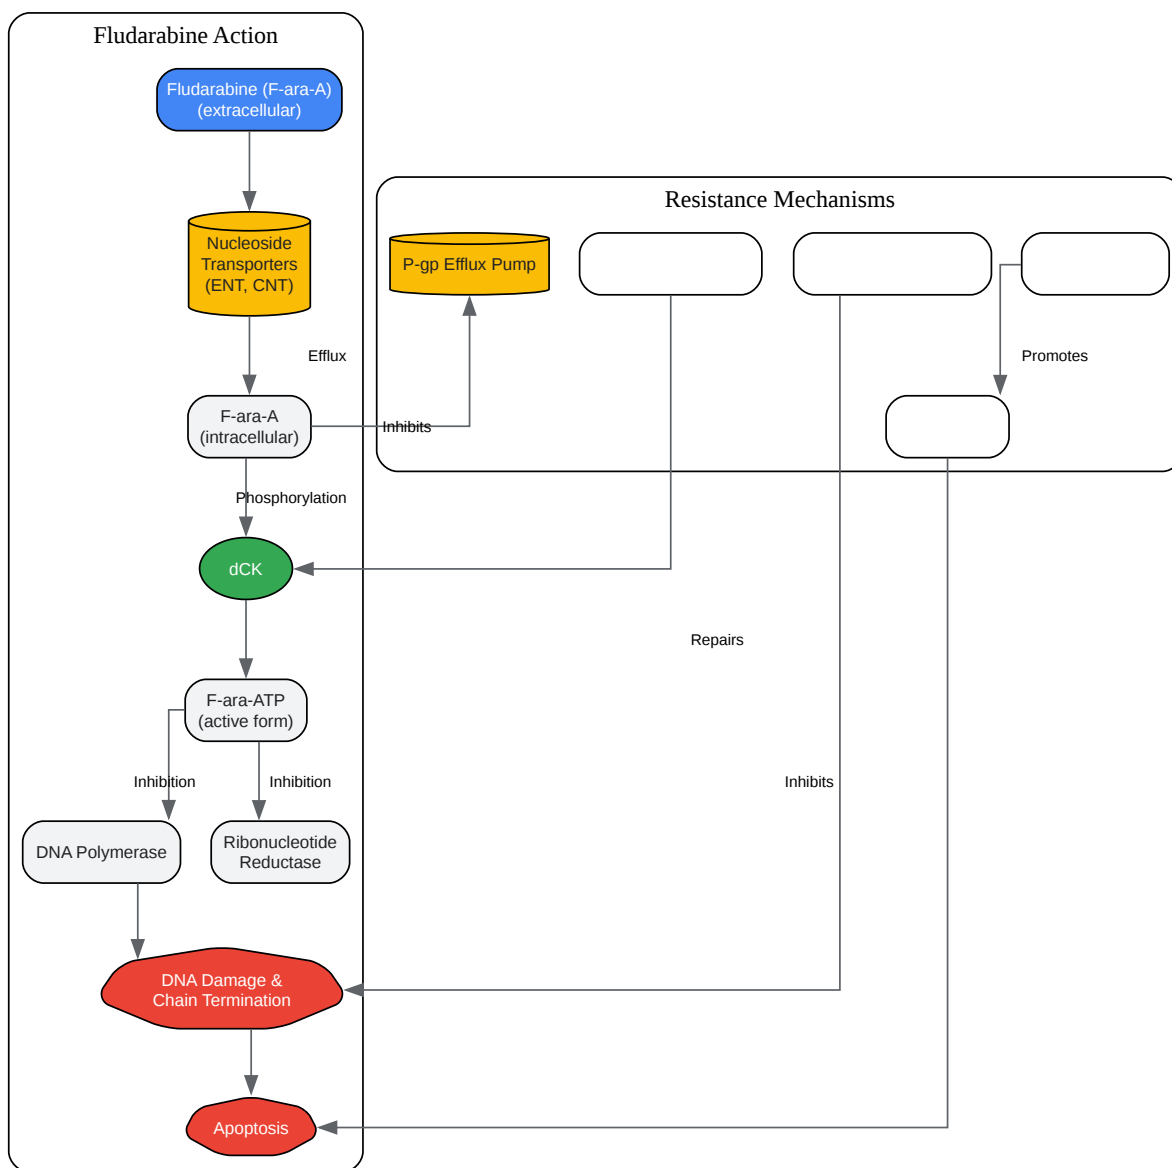 Fludarabine Action
Fludarabine (F-ara-A)
(extracellular)
Resistance Mechanisms
Nucleoside
Transporters
(ENT, CNT)
P-gp Efflux Pump
Efflux
Promotes
F-ara-A
(intracellular)
Inhibits
Phosphorylation
dCK
Repairs
F-ara-ATP
(active form)
Inhibition
Inhibition
Inhibits
DNA Polymerase
Ribonucleotide
Reductase
DNA Damage &
Chain Termination
Apoptosis